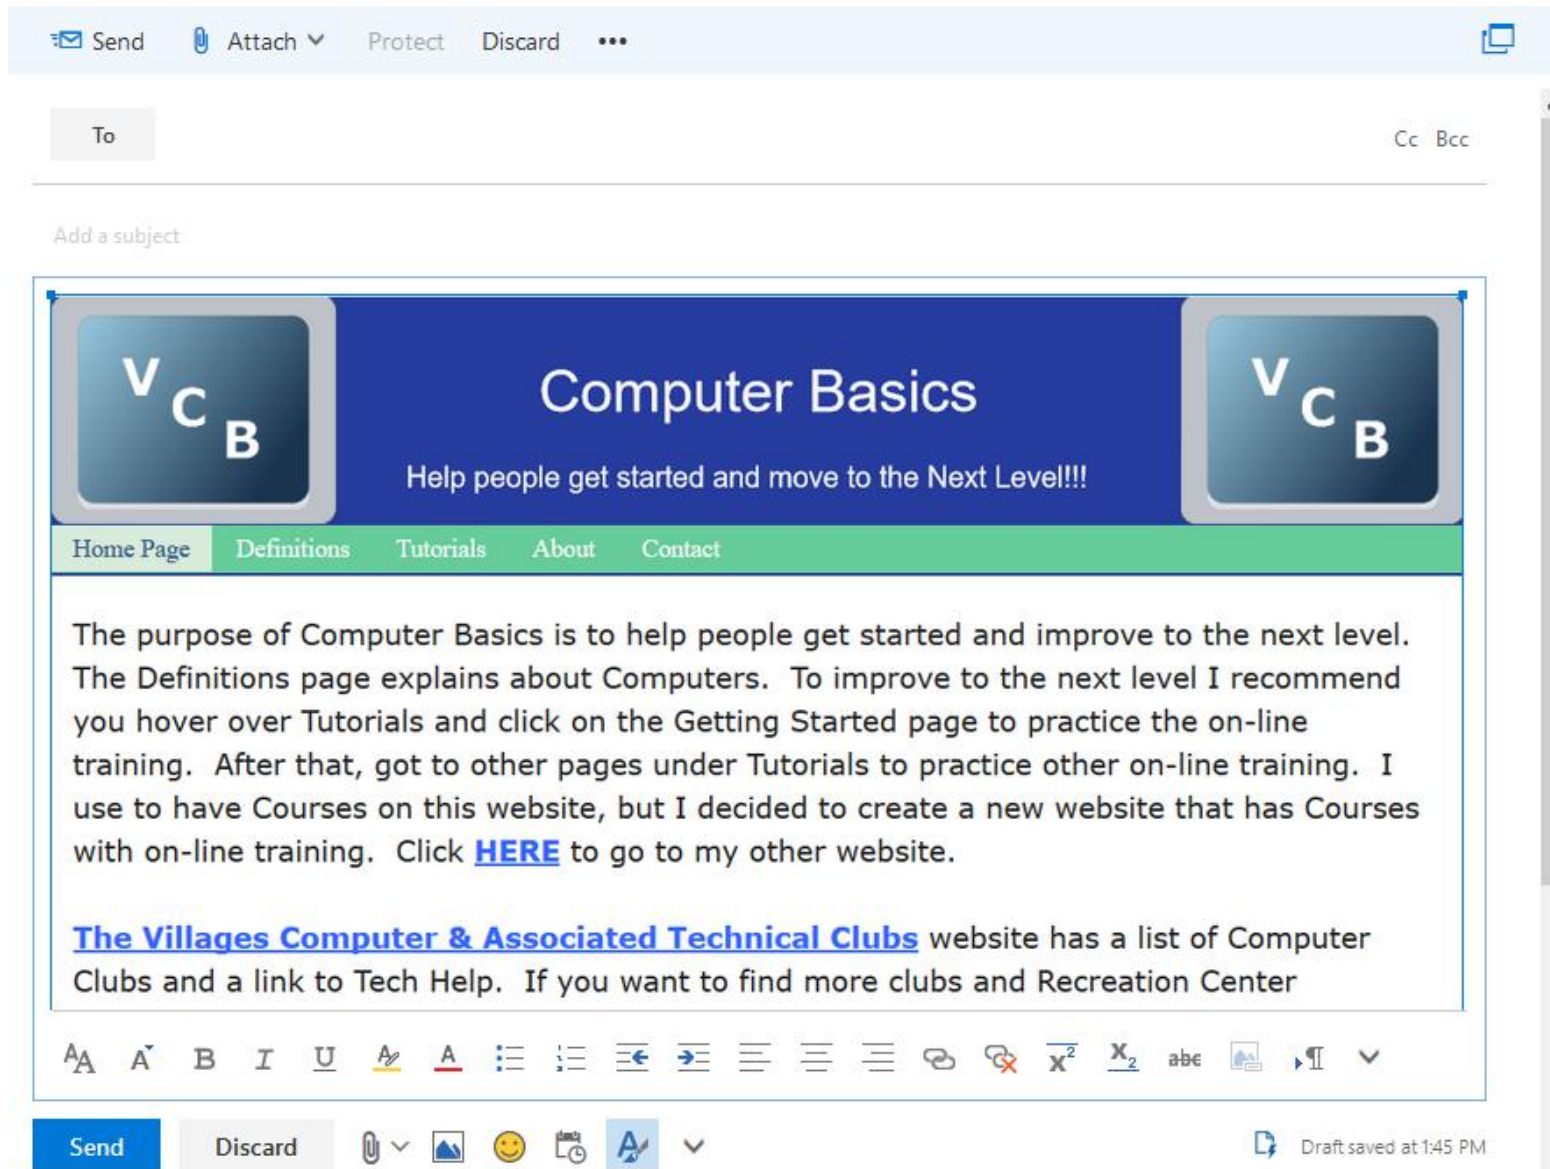 Send Attach Protect Discard •••
To
Cc Bcc
Add a subject
V C B
Computer Basics
Help people get started and move to the Next Level!!!
V C B
Home Page Definitions Tutorials About Contact
The purpose of Computer Basics is to help people get started and improve to the next level.
The Definitions page explains about Computers.  To improve to the next level I recommend
you hover over Tutorials and click on the Getting Started page to practice the on-line
training.  After that, got to other pages under Tutorials to practice other on-line training.  I
use to have Courses on this website, but I decided to create a new website that has Courses
with on-line training.  Click HERE to go to my other website.
The Villages Computer & Associated Technical Clubs website has a list of Computer
Clubs and a link to Tech Help.  If you want to find more clubs and Recreation Center
AA A B I U A A x² X₂ abc ¶
Send Discard A Draft saved at 1:45 PM